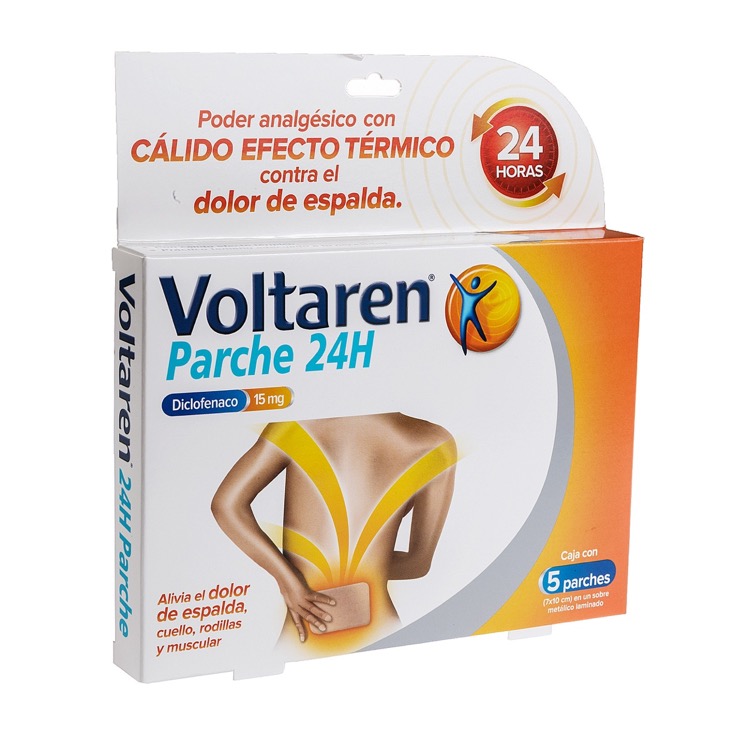 Poder analgésico con
CÁLIDO EFECTO TÉRMICO
contra el
dolor de espalda.
24
HORAS
Voltaren®
Parche 24H
Diclofenaco 15 mg
Alivia el dolor
de espalda,
cuello, rodillas
y muscular
Caja con
5 parches
(7x10 cm) en un sobre
metálico laminado
Voltaren® 24H Parche